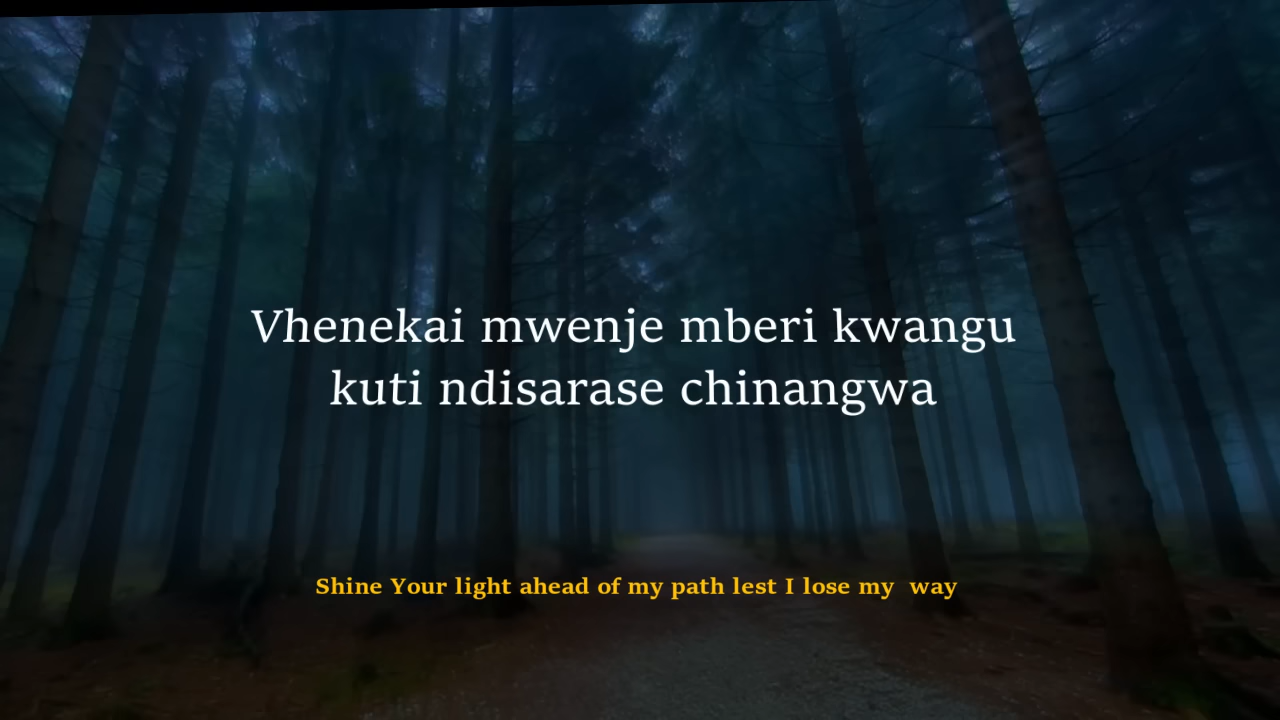 Vhenekai mwenje mberi kwangu
kuti ndisarase chinangwa
Shine Your light ahead of my path lest I lose my  way